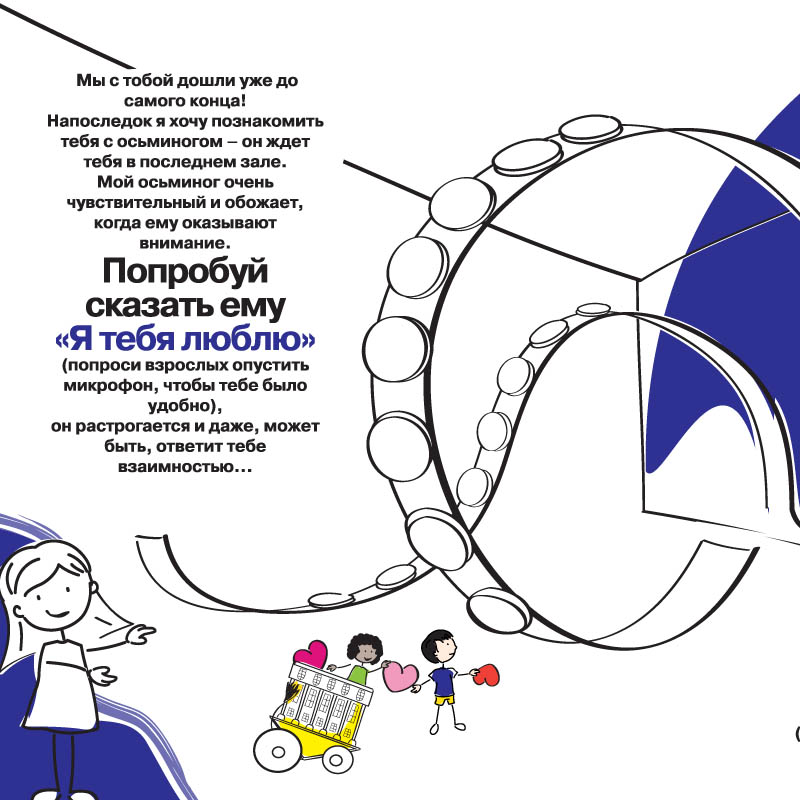 Мы с тобой дошли уже до
самого конца!
Напоследок я хочу познакомить
тебя с осьминогом – он ждет
тебя в последнем зале.
Мой осьминог очень
чувствительный и обожает,
когда ему оказывают
внимание.
Попробуй
сказать ему
«Я тебя люблю»
(попроси взрослых опустить
микрофон, чтобы тебе было
удобно),
он растрогается и даже, может
быть, ответит тебе
взаимностью...